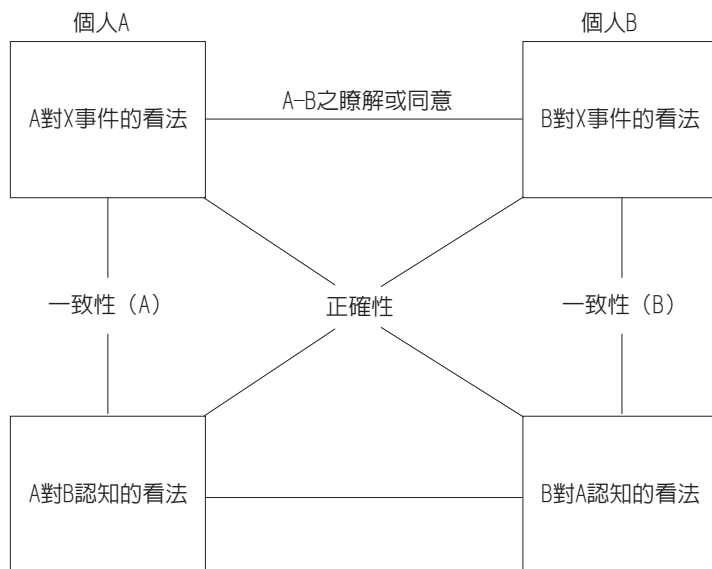 個人A
個人B
A對X事件的看法
A-B之瞭解或同意
B對X事件的看法
一致性（A）
正確性
一致性（B）
A對B認知的看法
B對A認知的看法